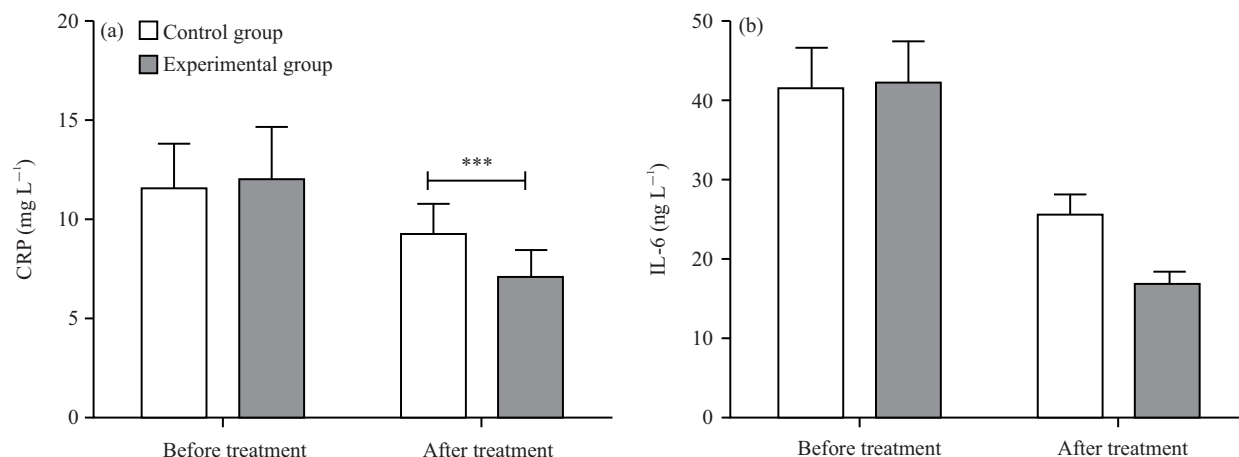 (a)
Control group
Experimental group
CRP (mg L⁻¹)
20
15
10
5
0
***
Before treatment
After treatment
(b)
IL-6 (ng L⁻¹)
50
40
30
20
10
0
Before treatment
After treatment